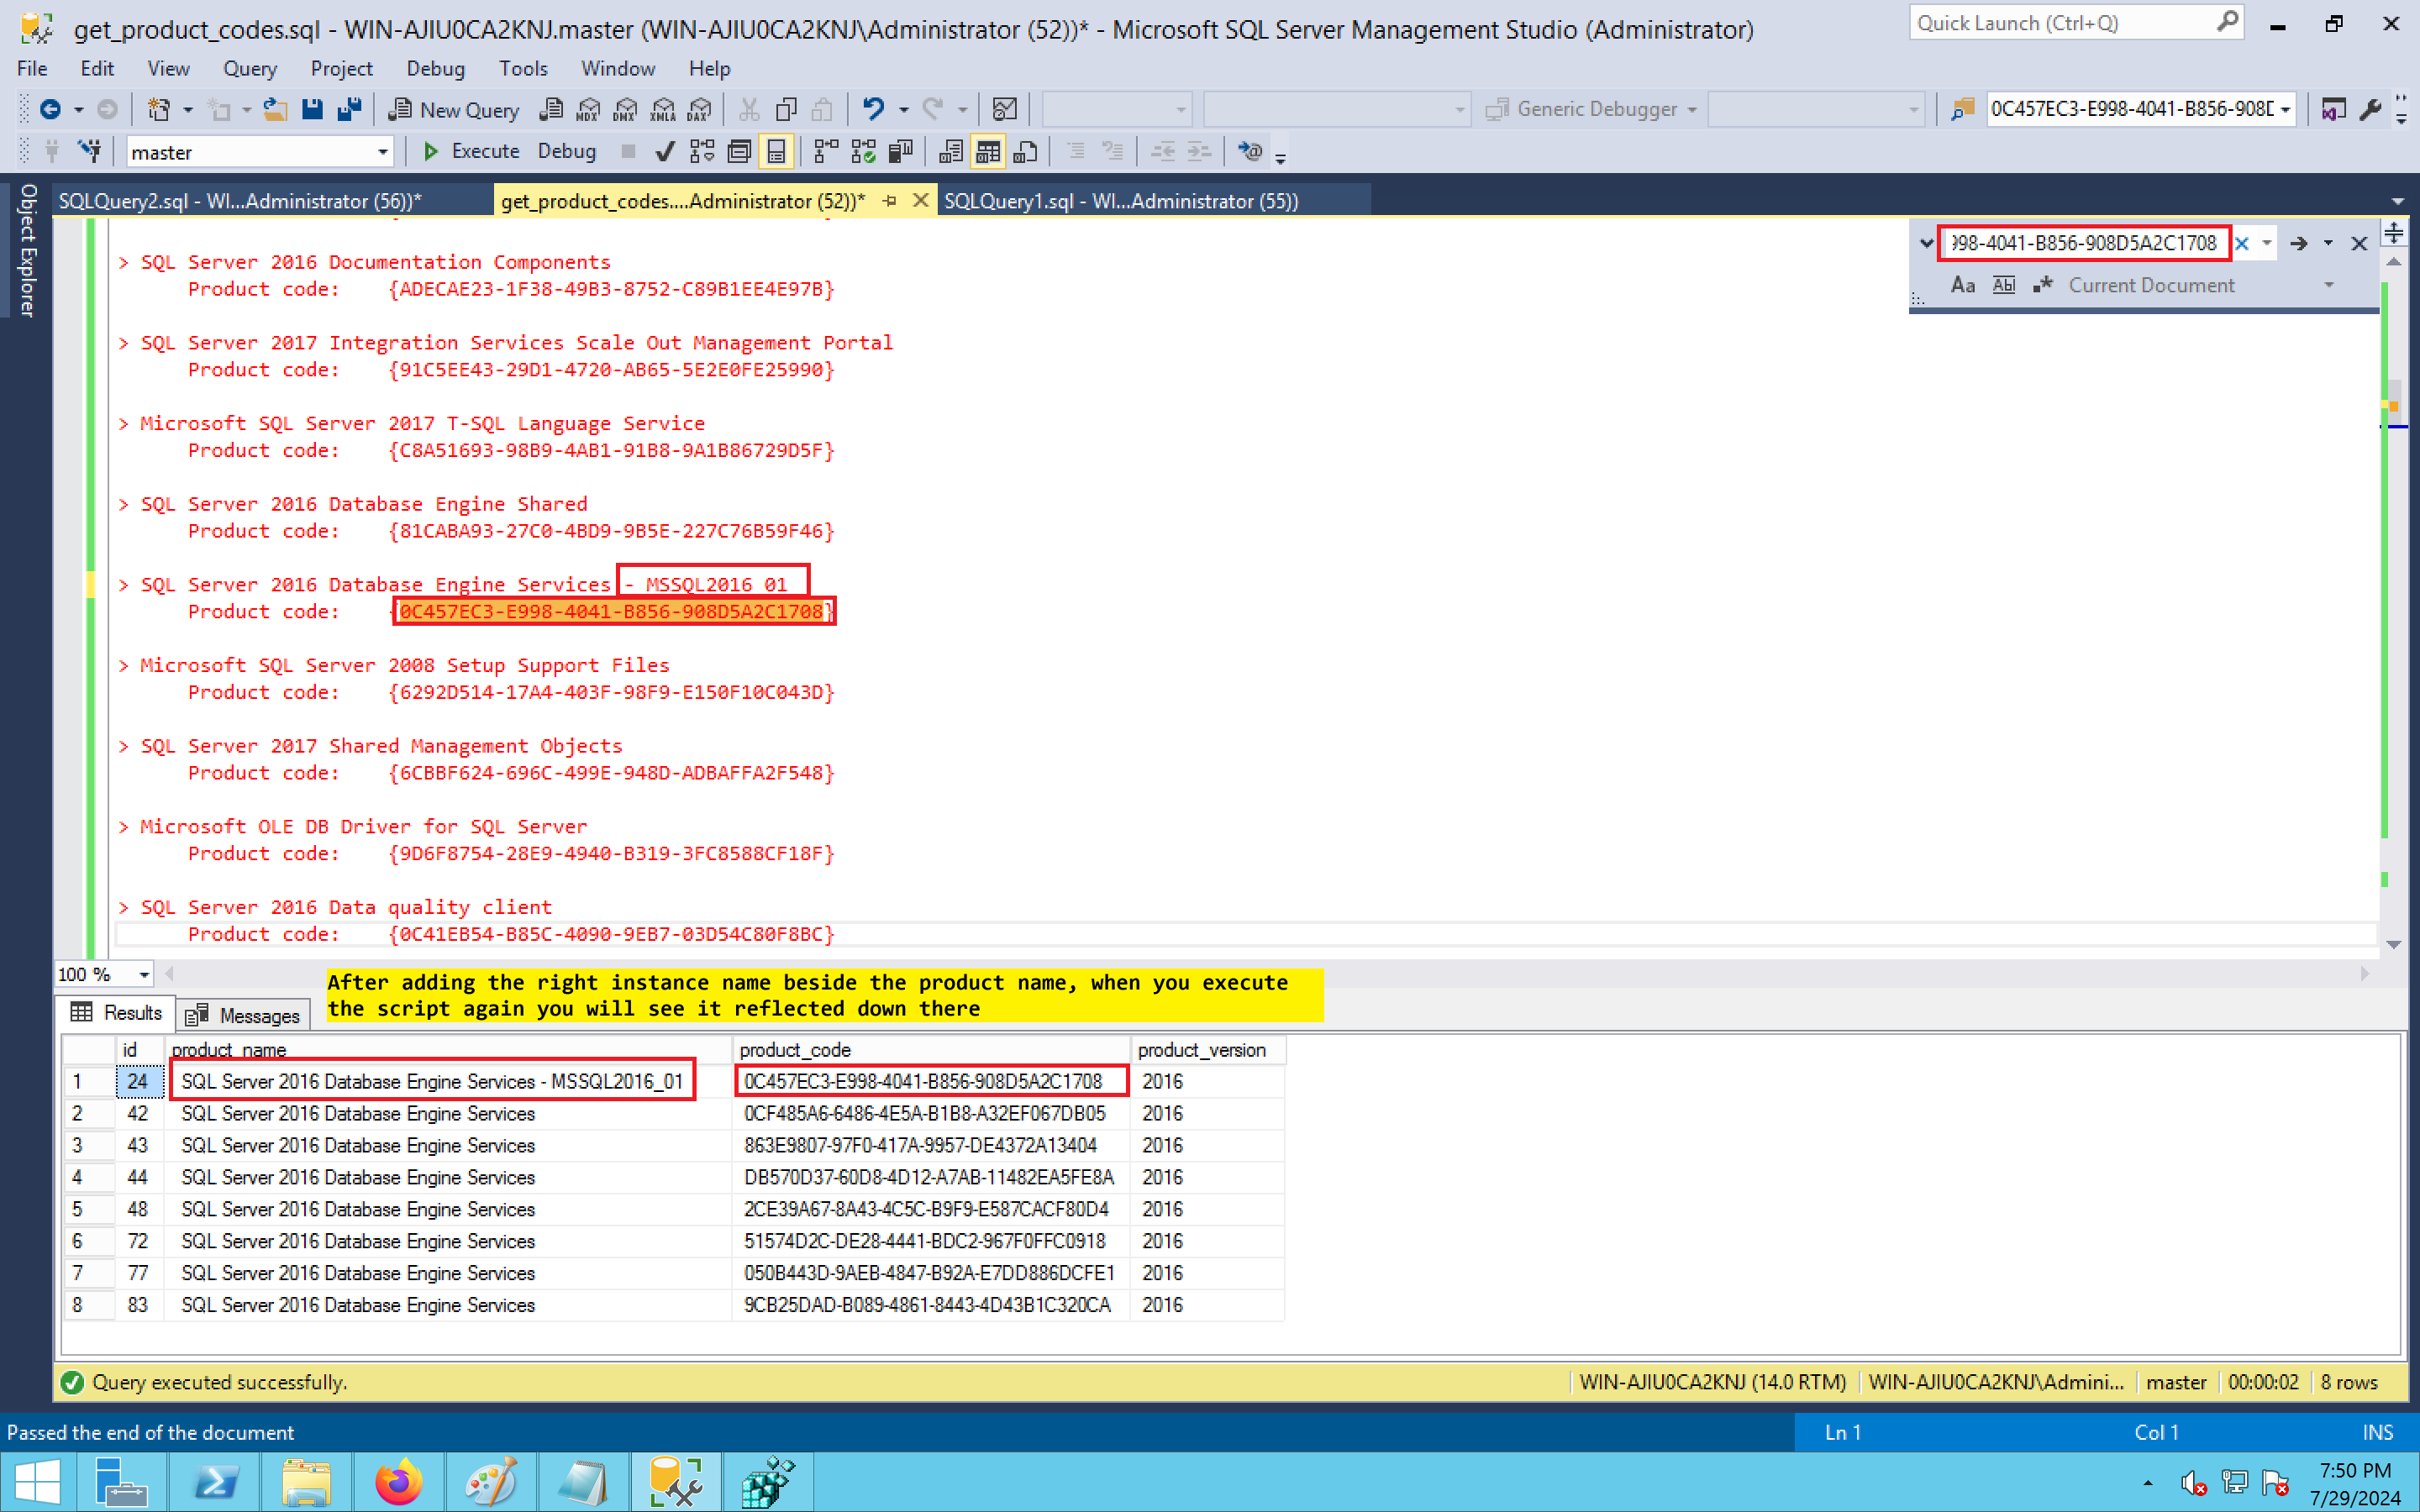 get_product_codes.sql - WIN-AJIU0CA2KNJ.master (WIN-AJIU0CA2KNJ\Administrator (52))* - Microsoft SQL Server Management Studio (Administrator)
Quick Launch (Ctrl+Q)
File Edit View Query Project Debug Tools Window Help
New Query MDX DMX XMLA DAX Generic Debugger 0C457EC3-E998-4041-B856-908D
master Execute Debug
Object Explorer
SQLQuery2.sql - WI...Administrator (56))* get_product_codes....Administrator (52))* SQLQuery1.sql - WI...Administrator (55))
998-4041-B856-908D5A2C1708
Aa Abl .* Current Document
> SQL Server 2016 Documentation Components
Product code: {ADECAE23-1F38-49B3-8752-C89B1EE4E97B}
> SQL Server 2017 Integration Services Scale Out Management Portal
Product code: {91C5EE43-29D1-4720-AB65-5E2E0FE25990}
> Microsoft SQL Server 2017 T-SQL Language Service
Product code: {C8A51693-98B9-4AB1-91B8-9A1B86729D5F}
> SQL Server 2016 Database Engine Shared
Product code: {81CABA93-27C0-4BD9-9B5E-227C76B59F46}
> SQL Server 2016 Database Engine Services - MSSQL2016_01
Product code: {0C457EC3-E998-4041-B856-908D5A2C1708}
> Microsoft SQL Server 2008 Setup Support Files
Product code: {6292D514-17A4-403F-98F9-E150F10C043D}
> SQL Server 2017 Shared Management Objects
Product code: {6CBBF624-696C-499E-948D-ADBAFFA2F548}
> Microsoft OLE DB Driver for SQL Server
Product code: {9D6F8754-28E9-4940-B319-3FC8588CF18F}
> SQL Server 2016 Data quality client
Product code: {0C41EB54-B85C-4090-9EB7-03D54C80F8BC}
100 %
After adding the right instance name beside the product name, when you execute
the script again you will see it reflected down there
Results Messages
id product_name product_code product_version
1 24 SQL Server 2016 Database Engine Services - MSSQL2016_01 0C457EC3-E998-4041-B856-908D5A2C1708 2016
2 42 SQL Server 2016 Database Engine Services 0CF485A6-6486-4E5A-B1B8-A32EF067DB05 2016
3 43 SQL Server 2016 Database Engine Services 863E9807-97F0-417A-9957-DE4372A13404 2016
4 44 SQL Server 2016 Database Engine Services DB570D37-60D8-4D12-A7AB-11482EA5FE8A 2016
5 48 SQL Server 2016 Database Engine Services 2CE39A67-8A43-4C5C-B9F9-E587CACF80D4 2016
6 72 SQL Server 2016 Database Engine Services 51574D2C-DE28-4441-BDC2-967F0FFC0918 2016
7 77 SQL Server 2016 Database Engine Services 050B443D-9AEB-4847-B92A-E7DD886DCFE1 2016
8 83 SQL Server 2016 Database Engine Services 9CB25DAD-B089-4861-8443-4D43B1C320CA 2016
Query executed successfully. WIN-AJIU0CA2KNJ (14.0 RTM) WIN-AJIU0CA2KNJ\Admini... master 00:00:02 8 rows
Passed the end of the document Ln 1 Col 1 INS
7:50 PM
7/29/2024